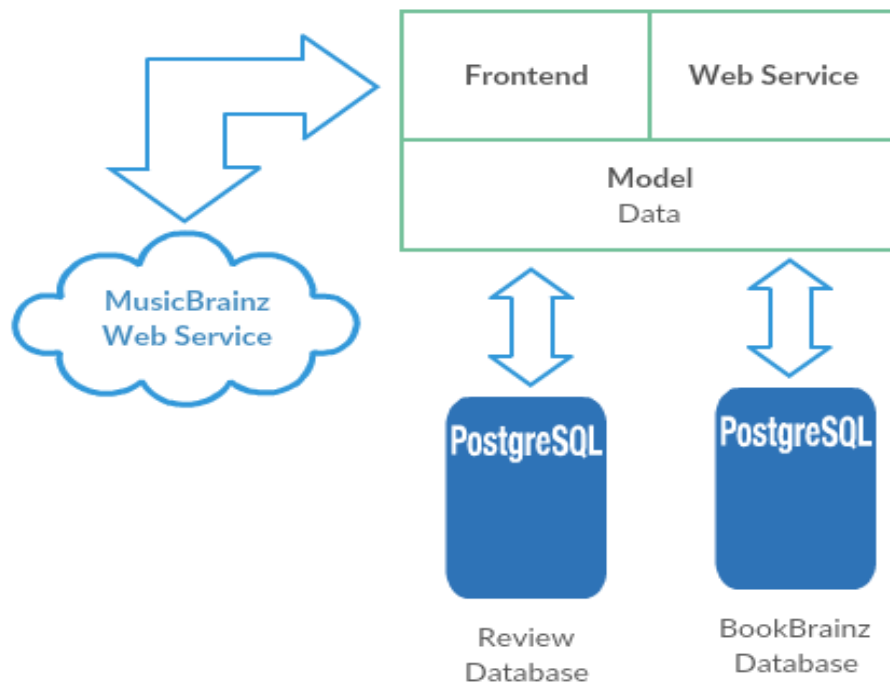 Frontend
Web Service
Model
Data
MusicBrainz
Web Service
PostgreSQL
PostgreSQL
Review
Database
BookBrainz
Database